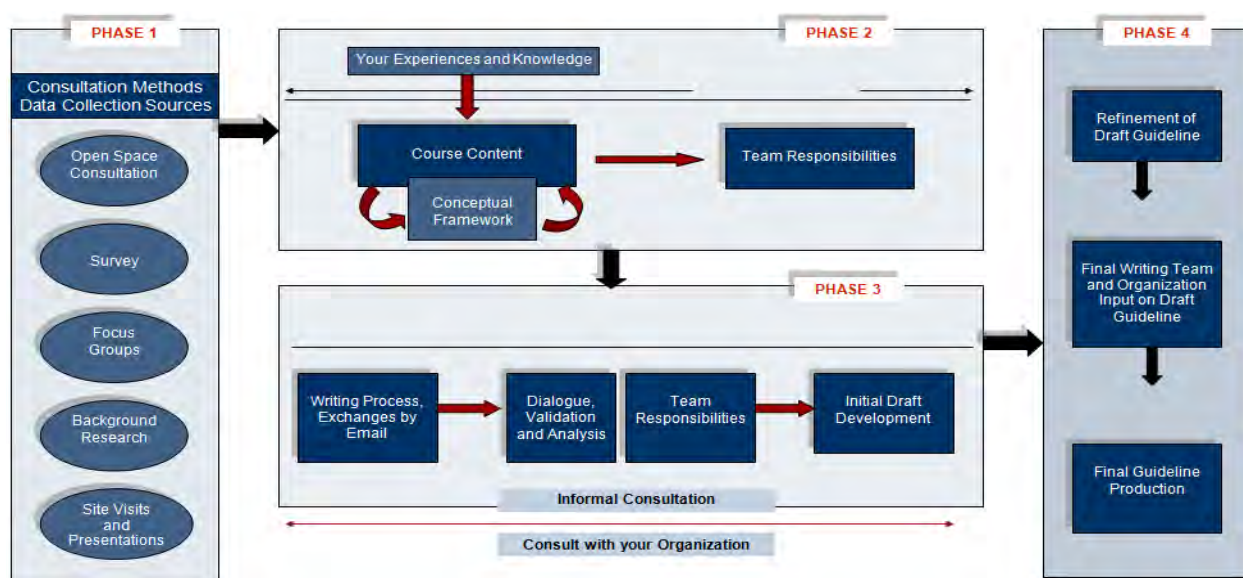 PHASE 1
Consultation Methods
Data Collection Sources
Open Space
Consultation
Survey
Focus
Groups
Background
Research
Site Visits
and
Presentations
PHASE 2
Your Experiences and Knowledge
Course Content
Conceptual
Framework
Team Responsibilities
PHASE 3
Writing Process,
Exchanges by
Email
Dialogue,
Validation
and Analysis
Team
Responsibilities
Initial Draft
Development
Informal Consultation
Consult with your Organization
PHASE 4
Refinement of
Draft Guideline
Final Writing Team
and Organization
Input on Draft
Guideline
Final Guideline
Production